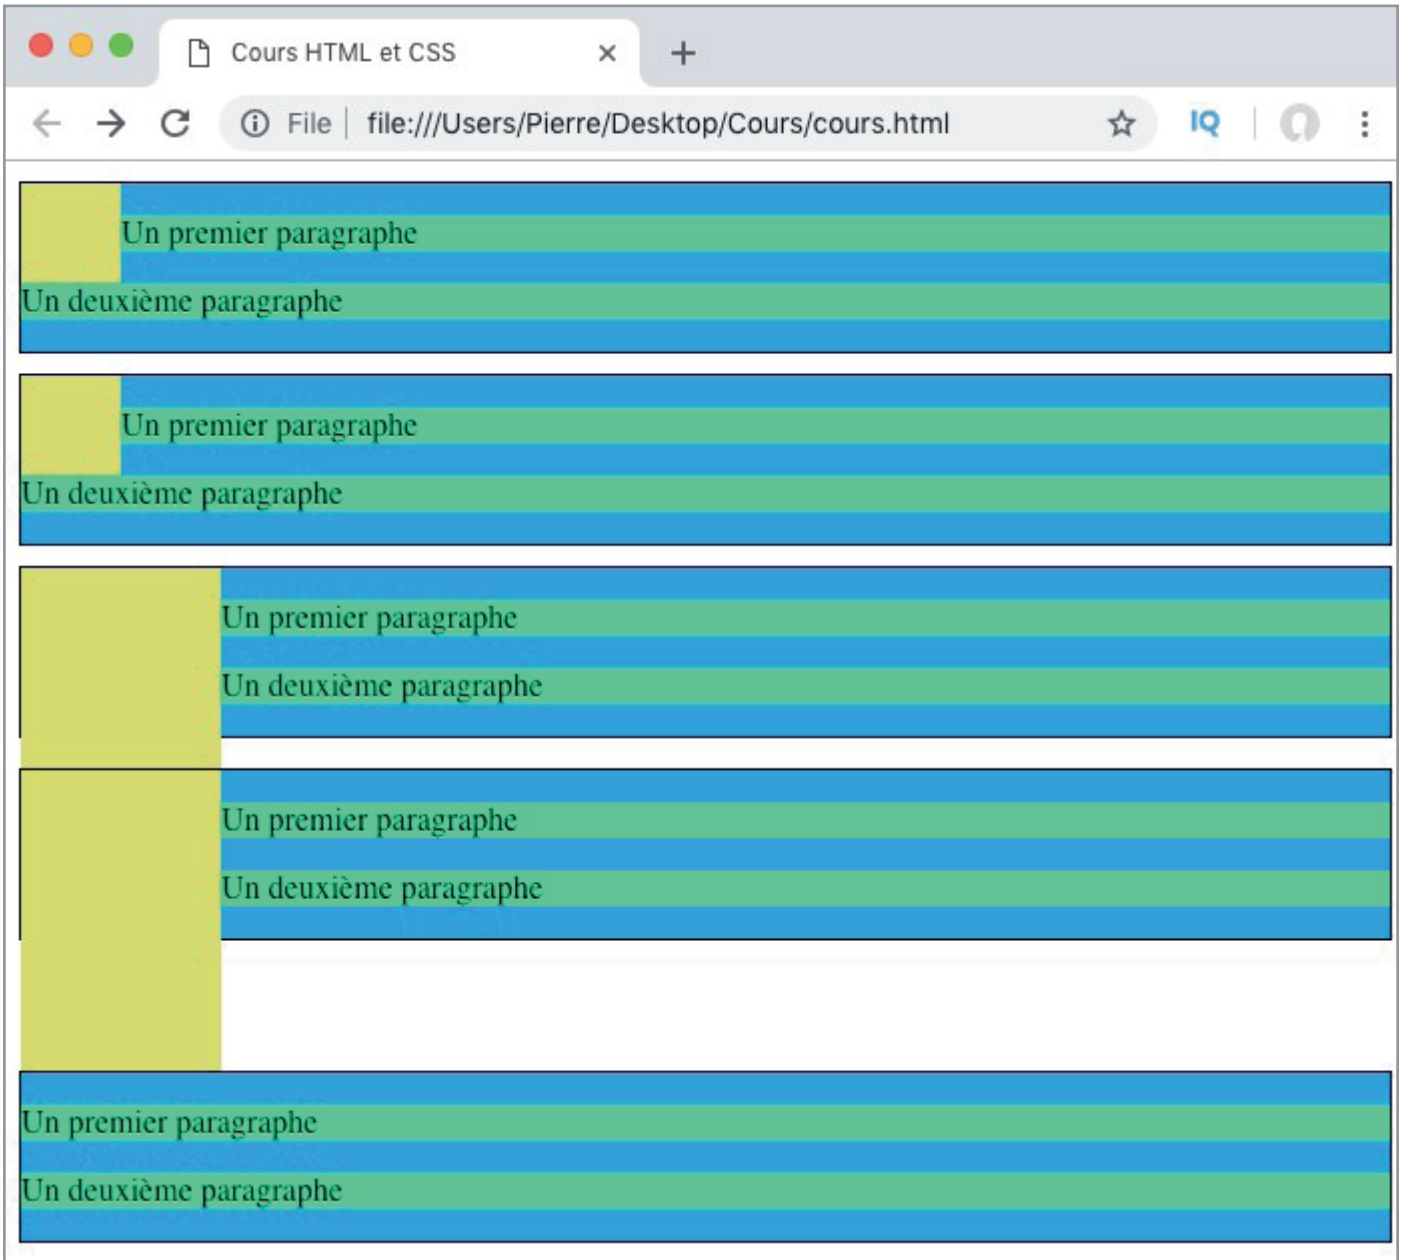 Cours HTML et CSS
File file:///Users/Pierre/Desktop/Cours/cours.html IQ
Un premier paragraphe
Un deuxième paragraphe
Un premier paragraphe
Un deuxième paragraphe
Un premier paragraphe
Un deuxième paragraphe
Un premier paragraphe
Un deuxième paragraphe
Un premier paragraphe
Un deuxième paragraphe